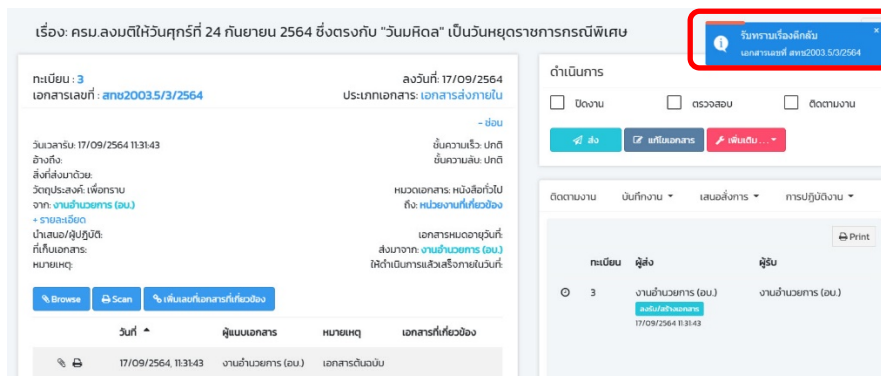 เรื่อง: ครม.ลงมติให้วันศุกร์ที่ 24 กันยายน 2564 ซึ่งตรงกับ "วันมหิดล" เป็นวันหยุดราชการกรณีพิเศษ
รับทราบเรื่องตีกลับ
เอกสารเลขที่ สทช2003.5/3/2564
×
ทะเบียน : 3
ลงวันที่: 17/09/2564
เอกสารเลขที่ : สทช2003.5/3/2564
ประเภทเอกสาร: เอกสารส่งภายใน
- ซ่อน
วันเวลารับ: 17/09/2564 11:31:43
ชั้นความเร็ว: ปกติ
อ้างถึง:
ชั้นความลับ: ปกติ
สิ่งที่ส่งมาด้วย:
วัตถุประสงค์: เพื่อทราบ
หมวดเอกสาร: หนังสือทั่วไป
จาก: งานอำนวยการ (อบ.)
ถึง: หน่วยงานที่เกี่ยวข้อง
+ รายละเอียด
นำเสนอ/ผู้ปฏิบัติ:
เอกสารหมดอายุวันที่:
ที่เก็บเอกสาร:
ส่งมาจาก: งานอำนวยการ (อบ.)
หมายเหตุ:
ให้ดำเนินการแล้วเสร็จภายในวันที่:
Browse
Scan
เพิ่มเลขที่เอกสารที่เกี่ยวข้อง
วันที่
ผู้แนบเอกสาร
หมายเหตุ
เอกสารที่เกี่ยวข้อง
17/09/2564, 11:31:43
งานอำนวยการ (อบ.)
เอกสารต้นฉบับ
ดำเนินการ
ปิดงาน
ตรวจสอบ
ติดตามงาน
ส่ง
แก้ไขเอกสาร
เพิ่มเติม ...
ติดตามงาน
บันทึกงาน
เสนอสั่งการ
การปฏิบัติงาน
Print
ทะเบียน
ผู้ส่ง
ผู้รับ
3
งานอำนวยการ (อบ.)
งานอำนวยการ (อบ.)
ลงรับ/สร้างเอกสาร
17/09/2564 11:31:43